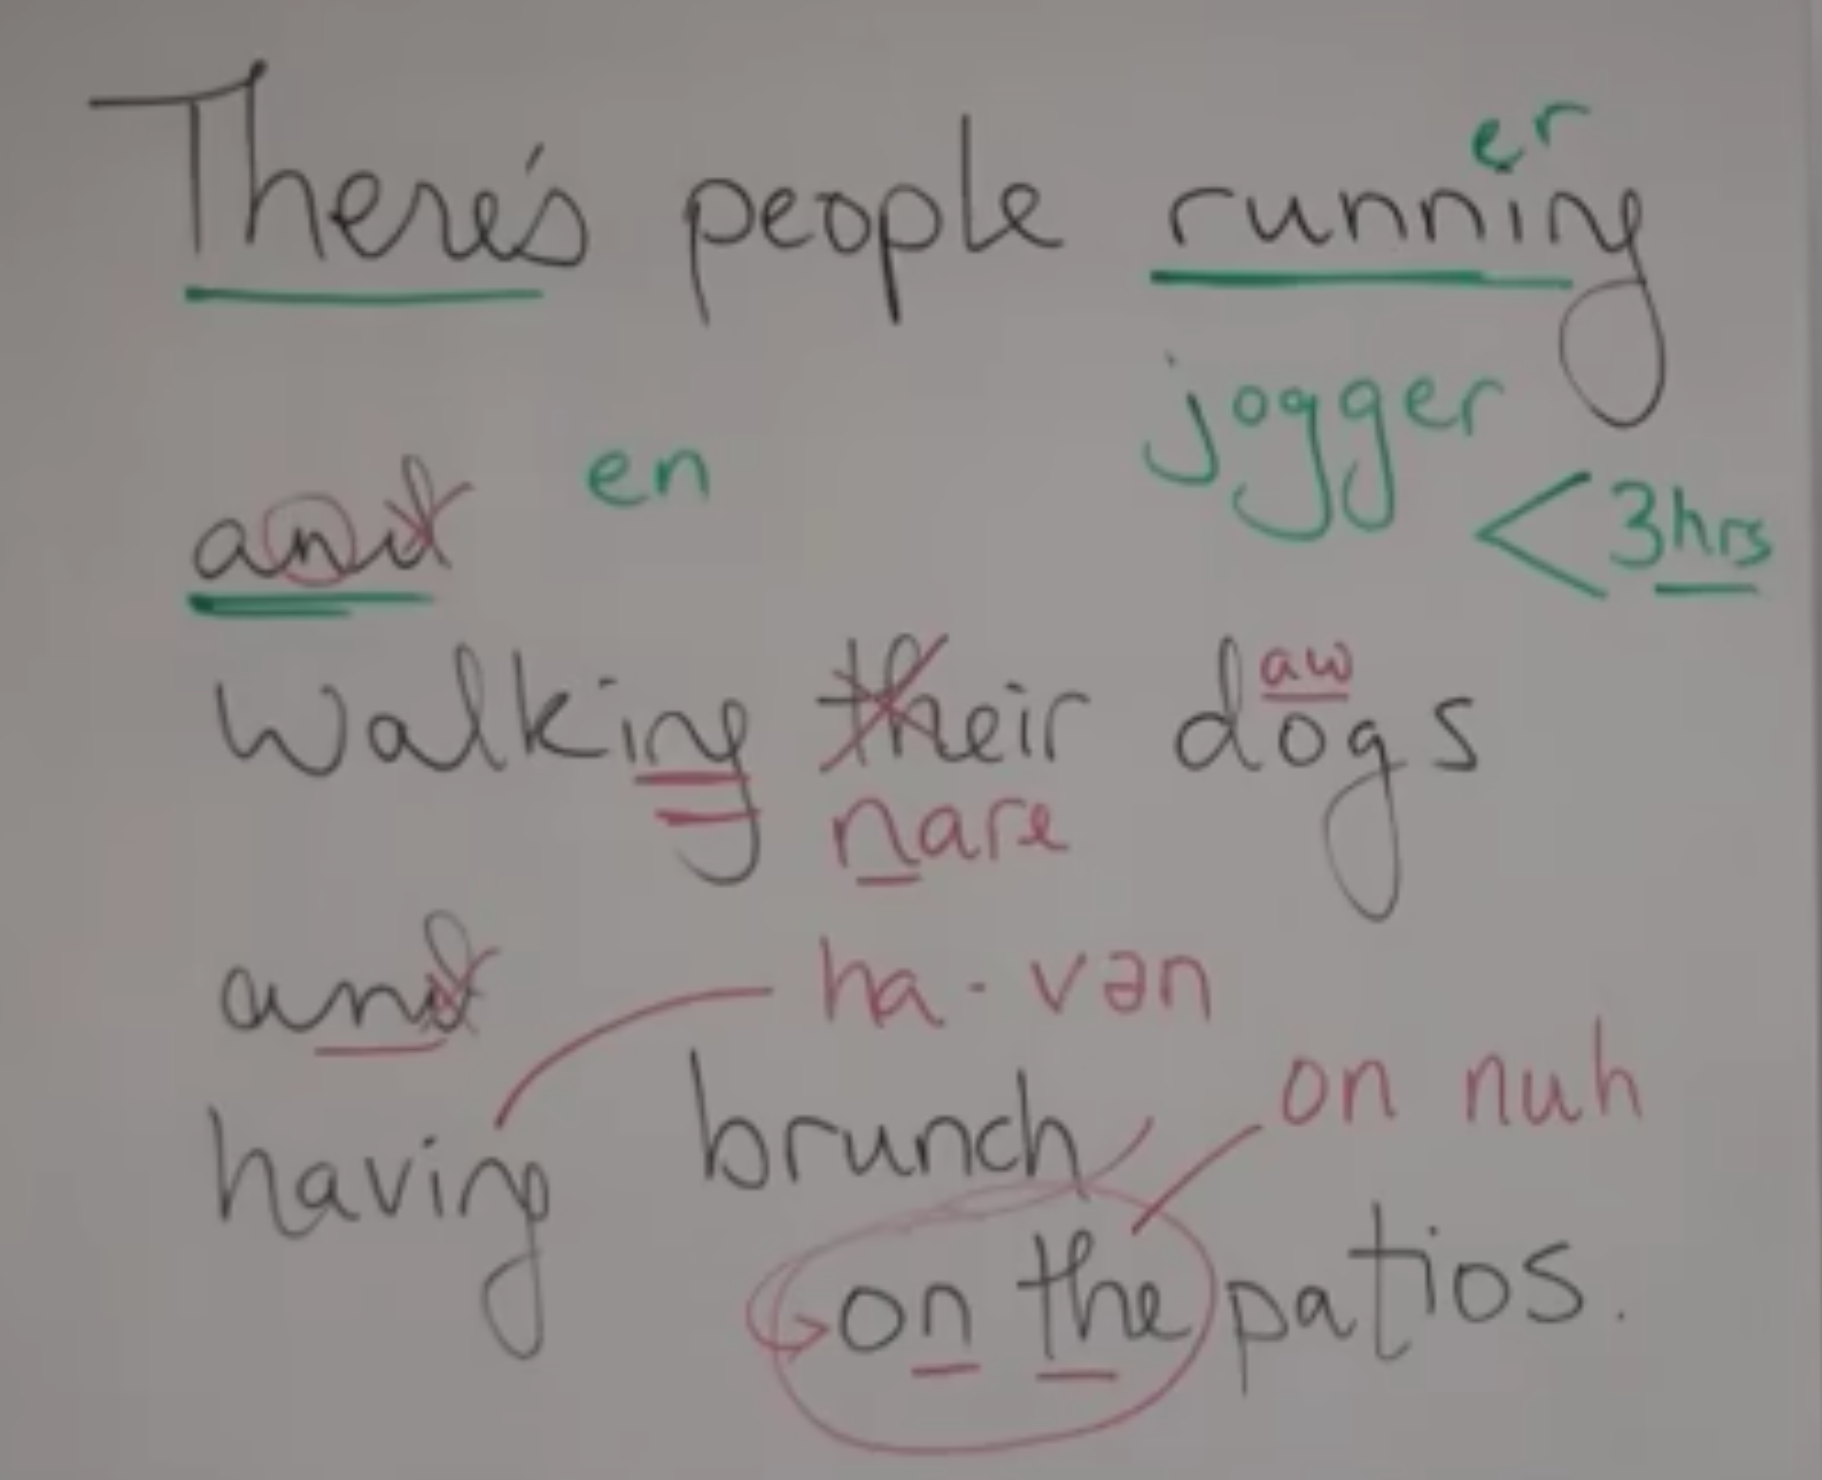 er
There's people running
jogger
and en
< 3hrs
aw
walking their dogs
nare
and ha - vən
on nuh
having brunch
on the patios.